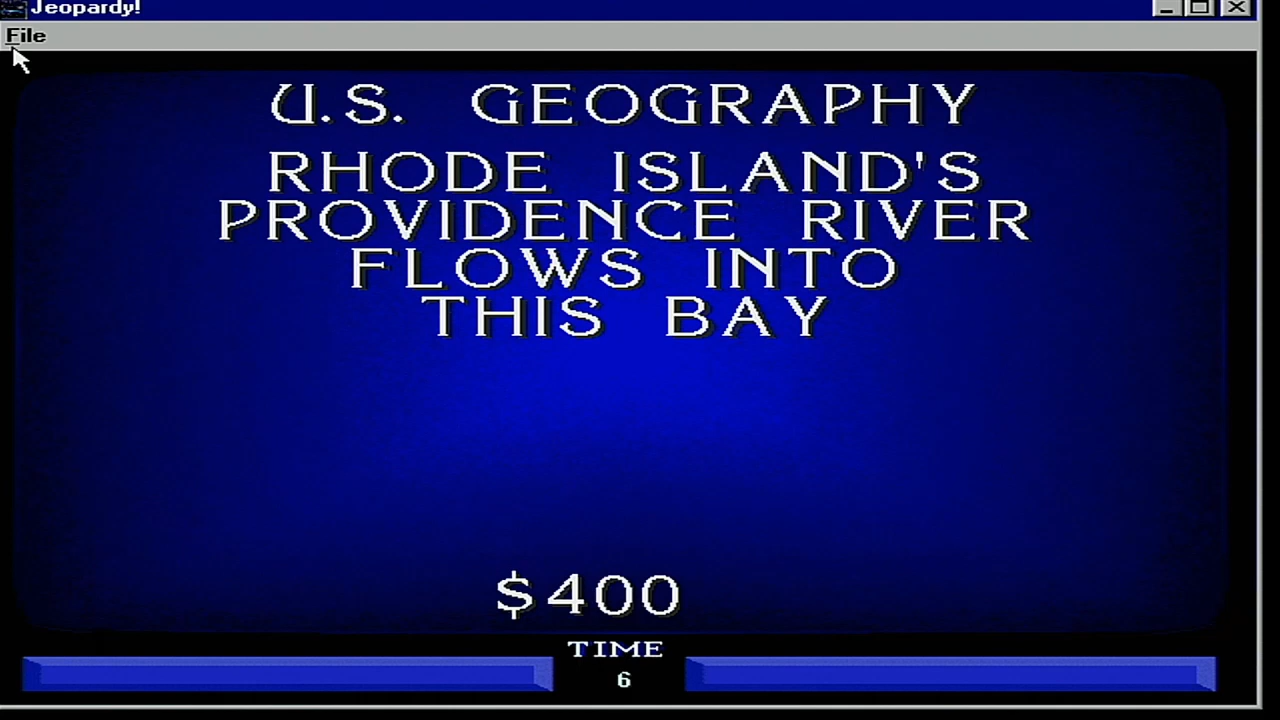 Jeopardy!
File
U.S. GEOGRAPHY
RHODE ISLAND'S
PROVIDENCE RIVER
FLOWS INTO
THIS BAY
$400
TIME
6